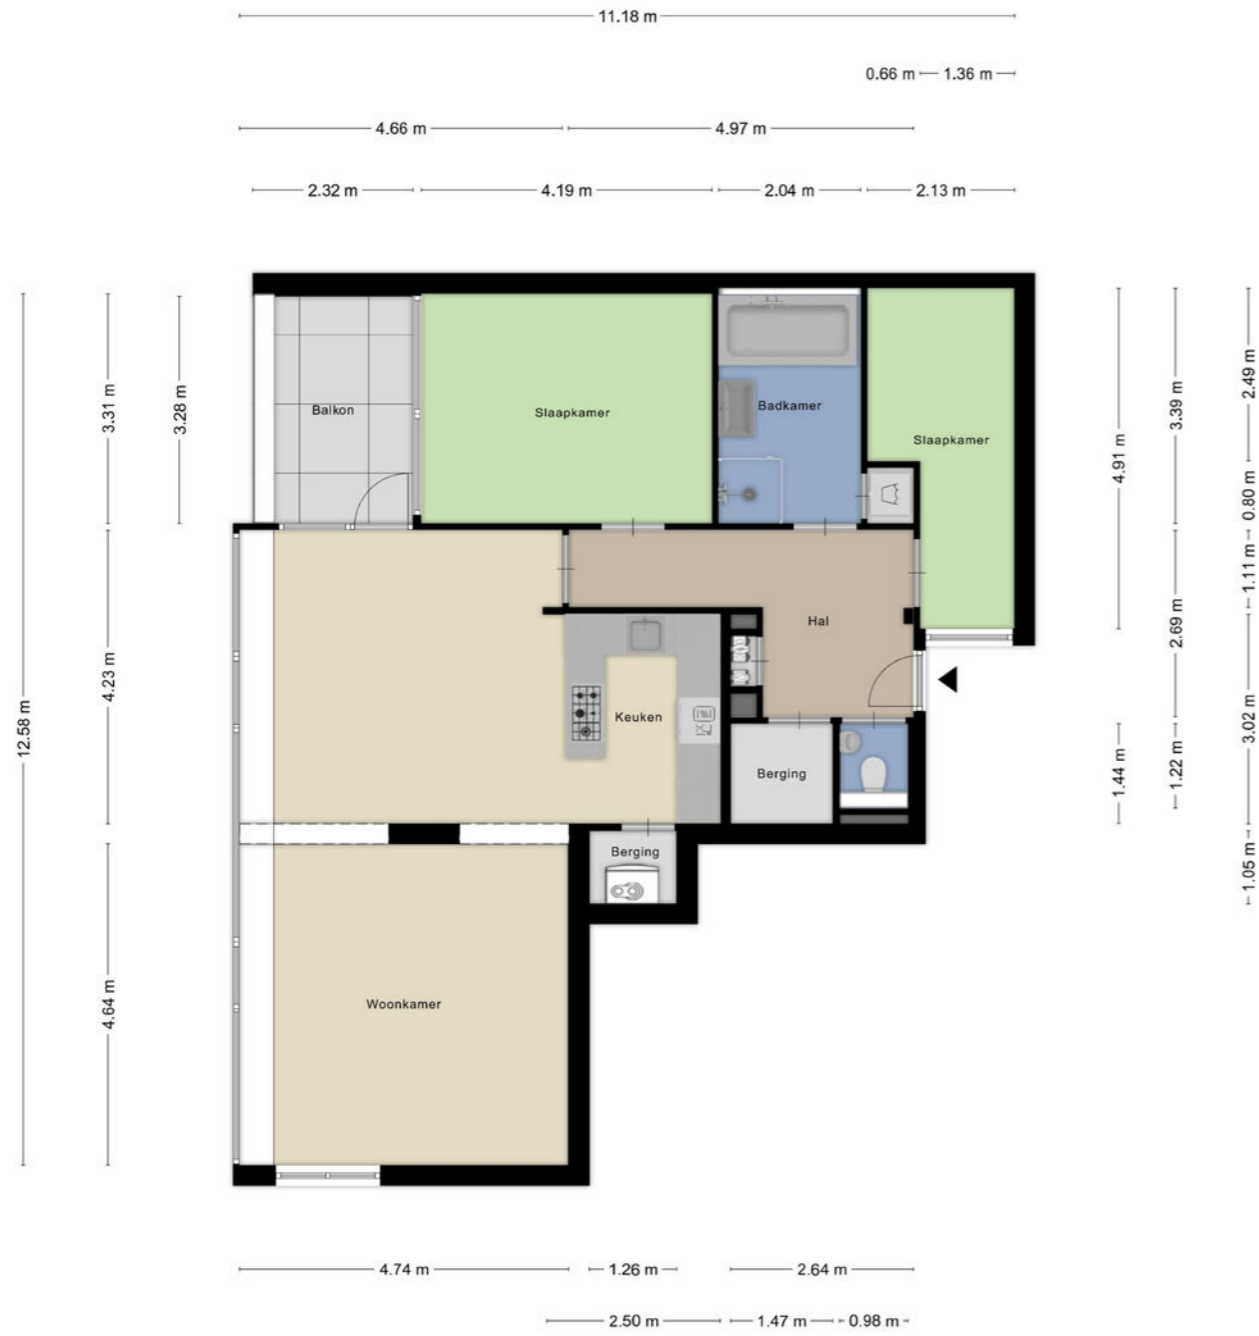 11.18 m
0.66 m
1.36 m
4.66 m
4.97 m
2.32 m
4.19 m
2.04 m
2.13 m
12.58 m
3.31 m
3.28 m
4.23 m
4.64 m
Balkon
Slaapkamer
Badkamer
Slaapkamer
Hal
Keuken
Berging
Berging
Woonkamer
4.91 m
3.39 m
2.49 m
0.80 m
1.11 m
2.69 m
3.02 m
1.44 m
1.22 m
1.05 m
4.74 m
1.26 m
2.64 m
2.50 m
1.47 m
0.98 m